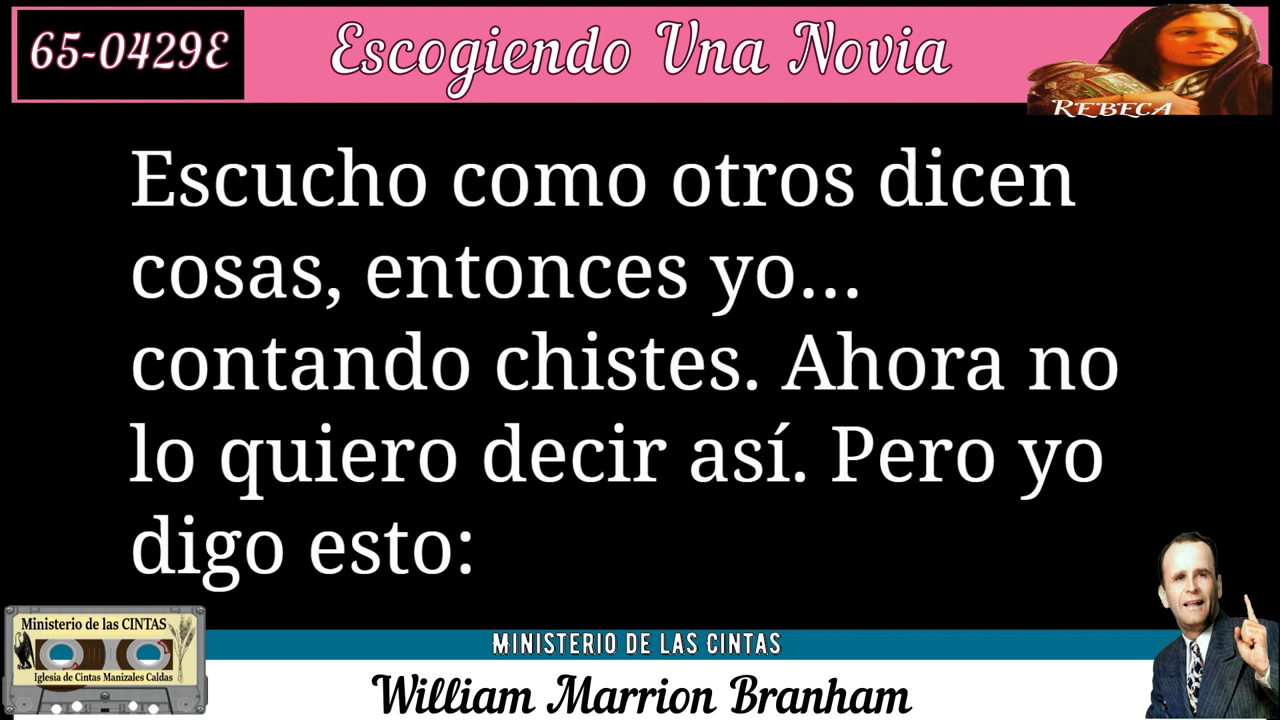 65-0429E
Escogiendo Una Novia
REBECA
Escucho como otros dicen
cosas, entonces yo...
contando chistes. Ahora no
lo quiero decir así. Pero yo
digo esto:
Ministerio de las CINTAS
Iglesia de Cintas Manizales Caldas
MINISTERIO DE LAS CINTAS
William Marrion Branham